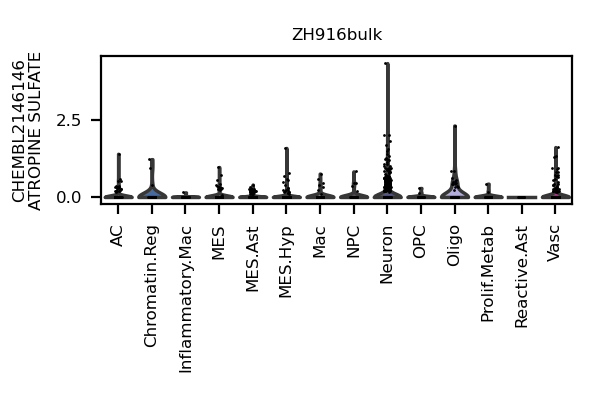 ZH916bulk
CHEMBL2146146
ATROPINE SULFATE
2.5
0.0
AC
Chromatin.Reg
Inflammatory.Mac
MES
MES.Ast
MES.Hyp
Mac
NPC
Neuron
OPC
Oligo
Prolif.Metab
Reactive.Ast
Vasc